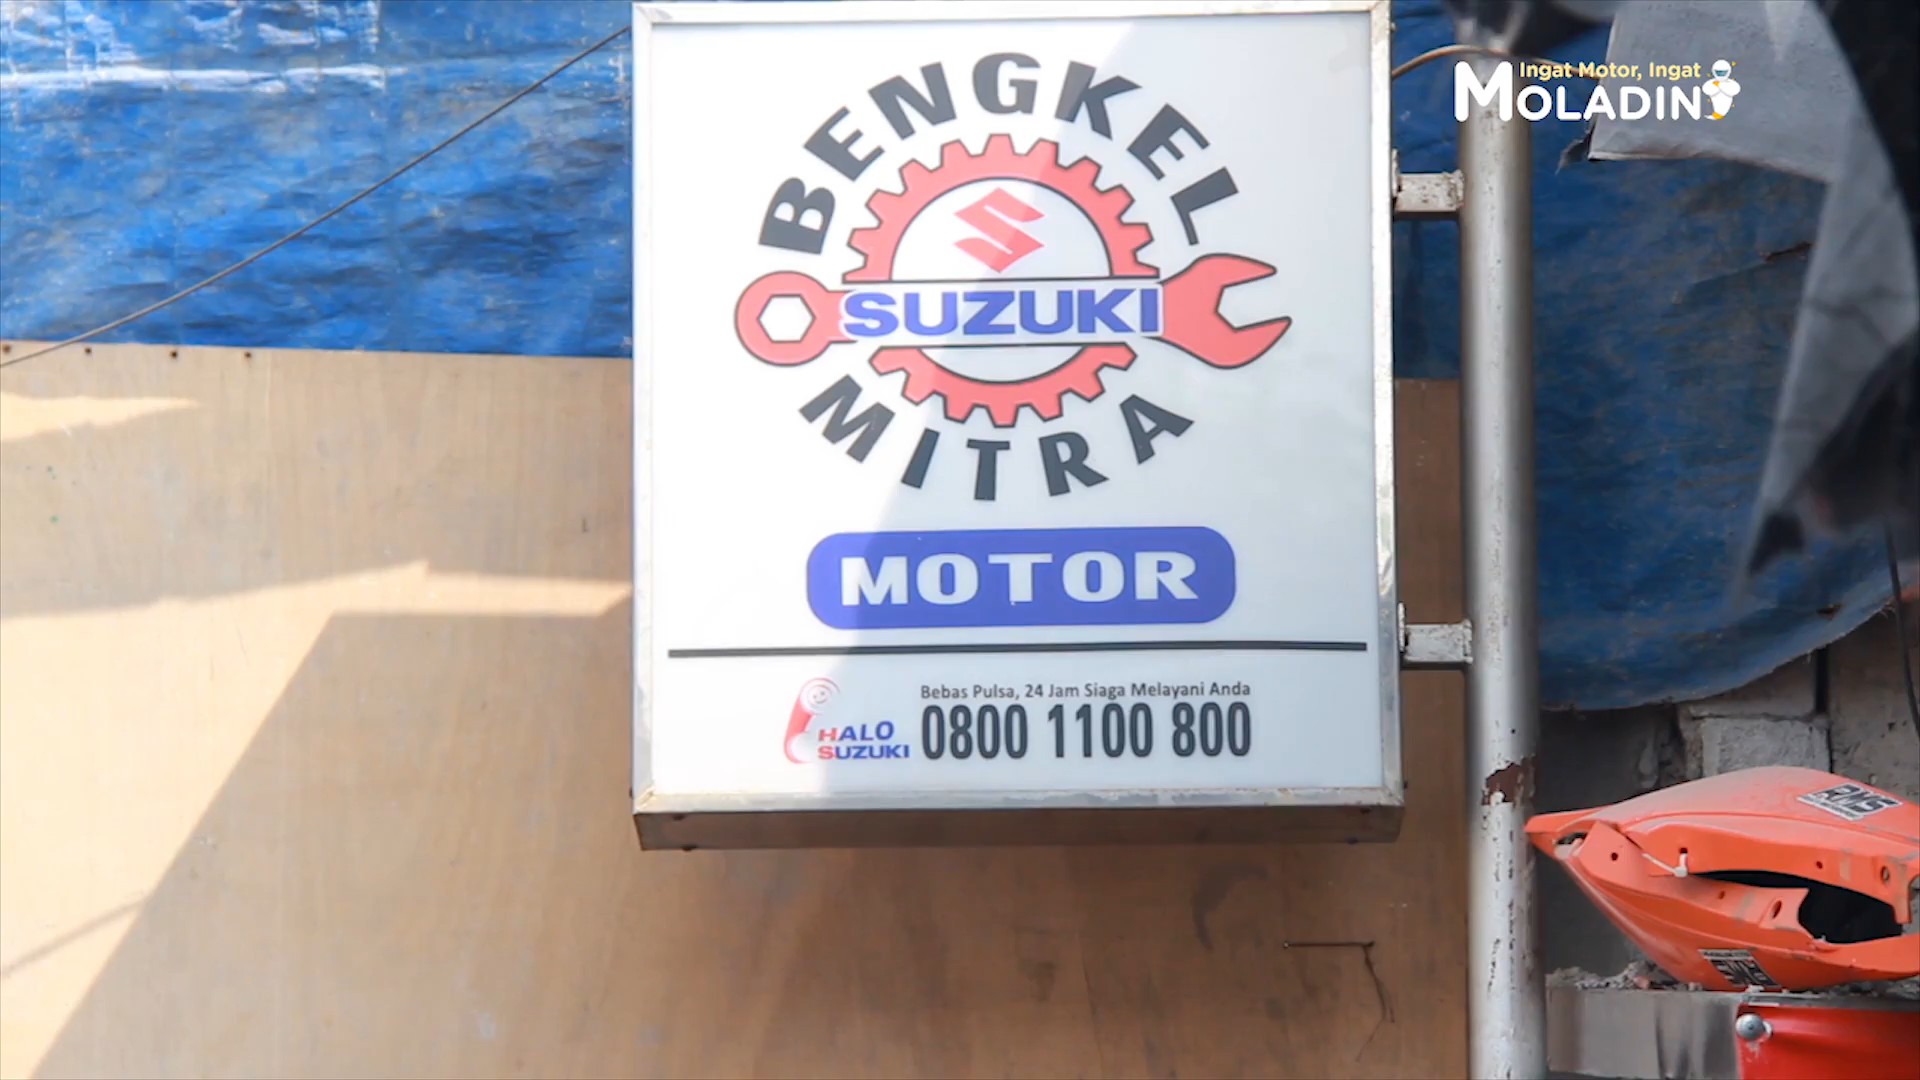 Ingat Motor, Ingat
MOLADIN
BENGKEL
SUZUKI
MITRA
MOTOR
Bebas Pulsa, 24 Jam Siaga Melayani Anda
HALO
SUZUKI
0800 1100 800
RMS